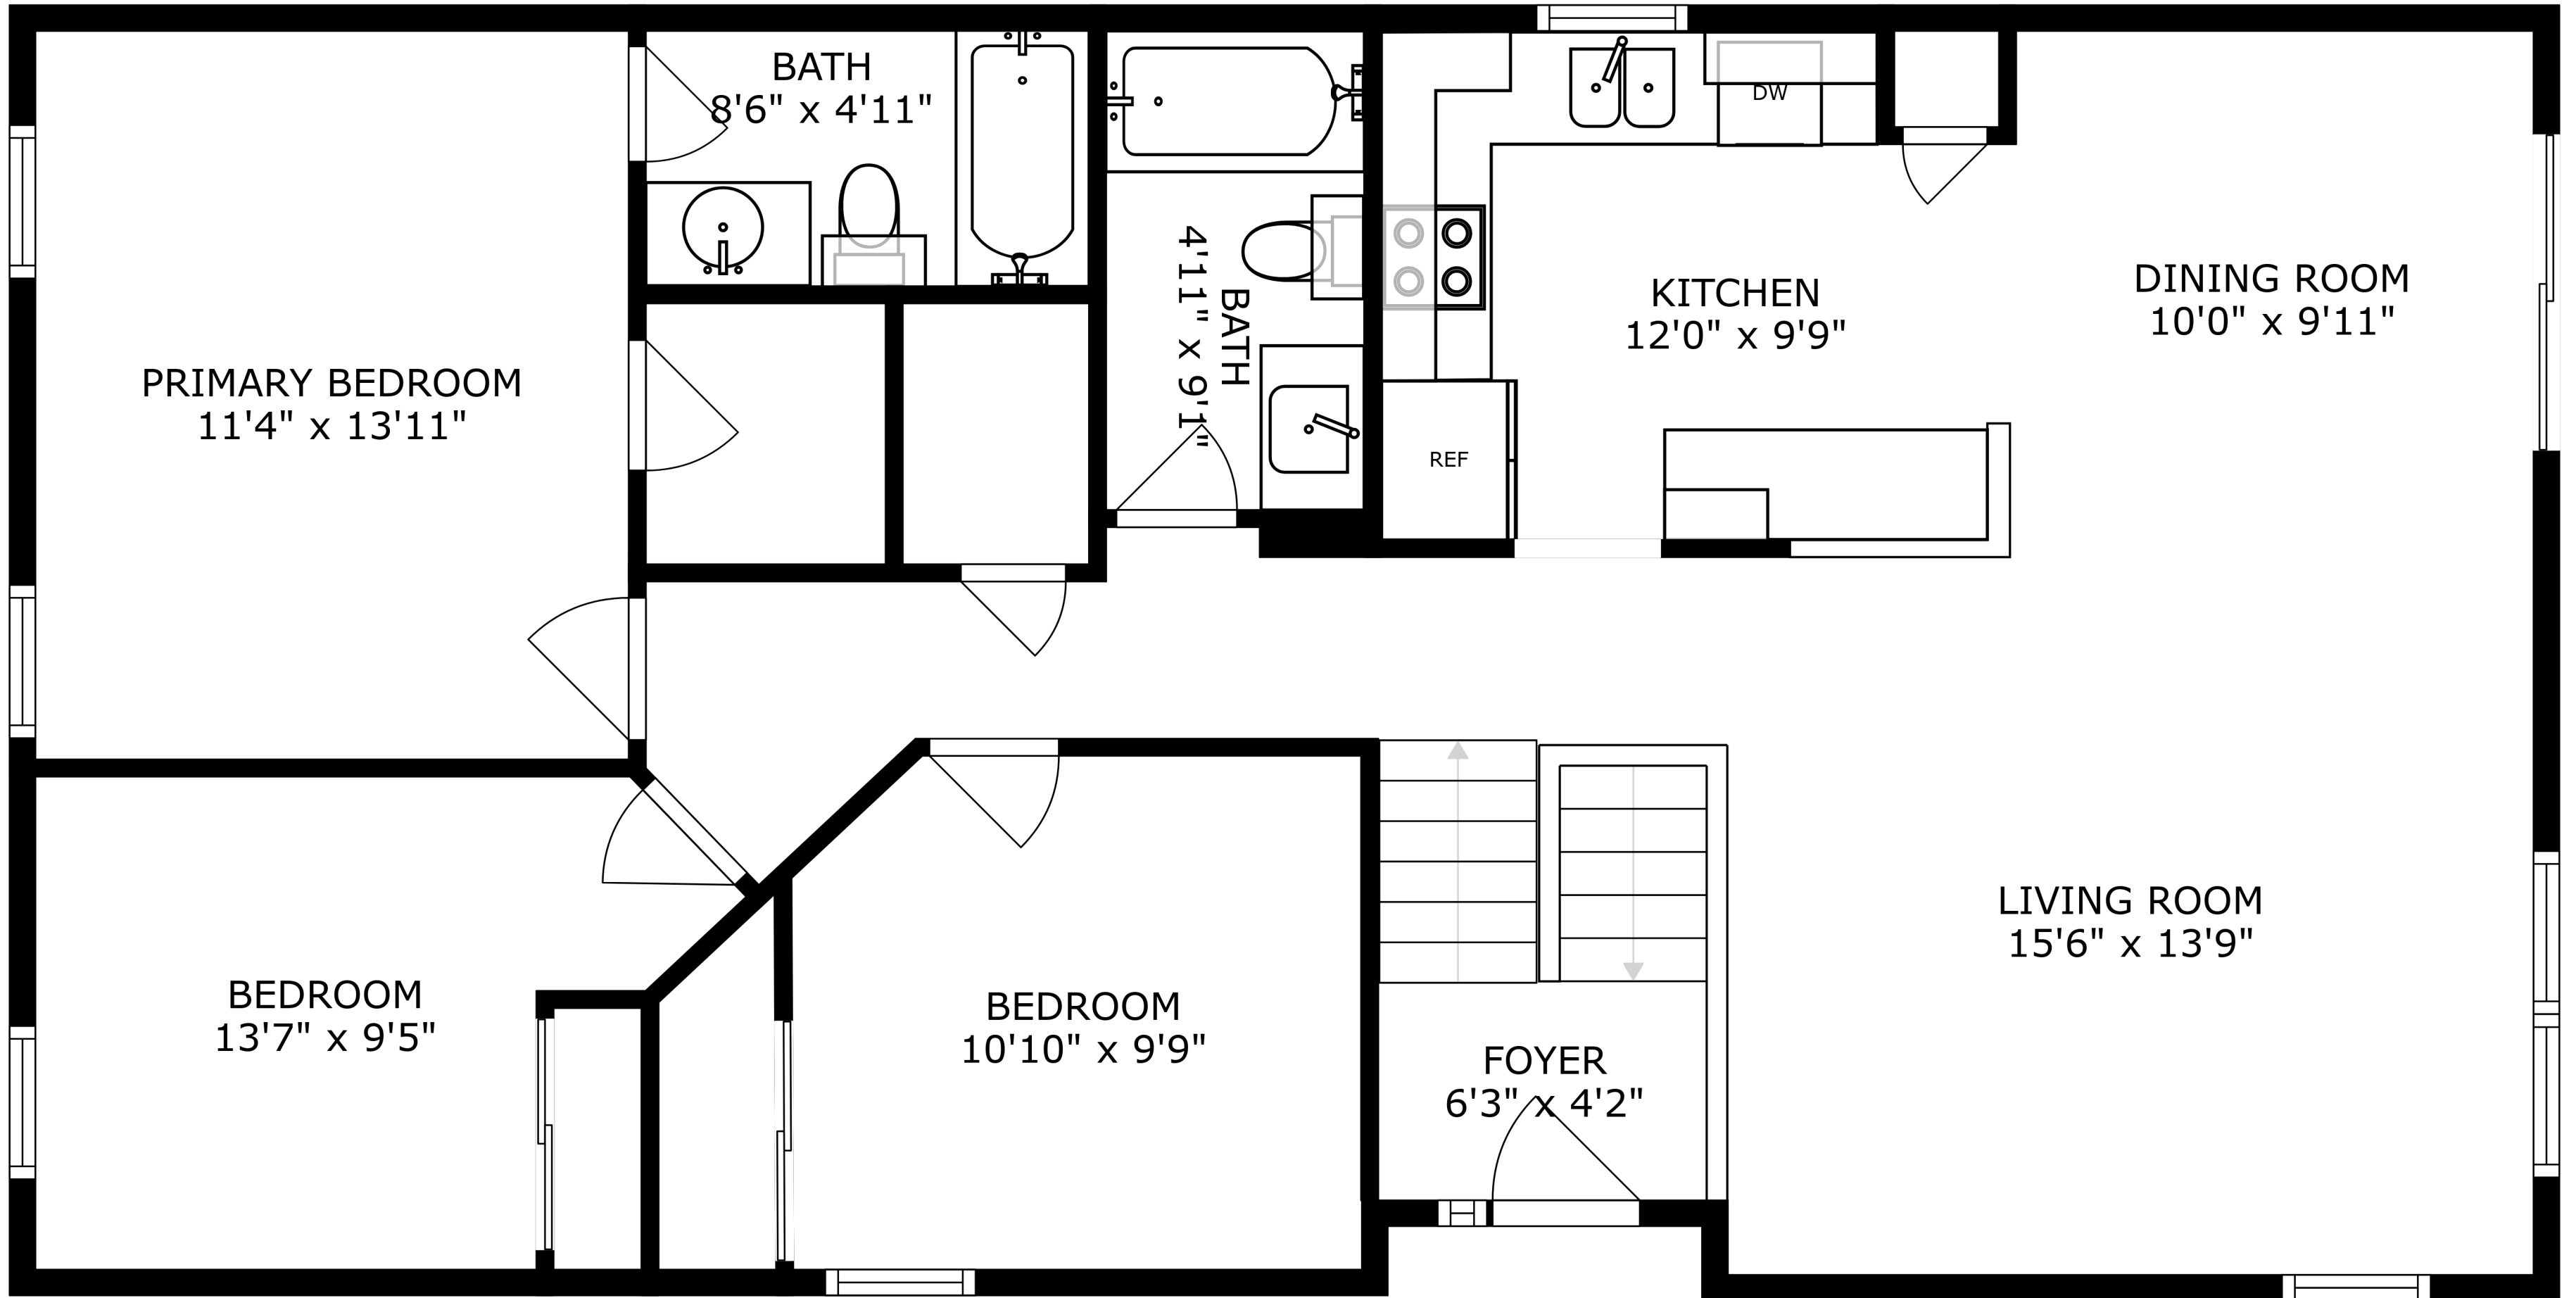 BATH
8'6" x 4'11"
DW
BATH
4'11" x 9'1"
KITCHEN
12'0" x 9'9"
DINING ROOM
10'0" x 9'11"
PRIMARY BEDROOM
11'4" x 13'11"
REF
LIVING ROOM
15'6" x 13'9"
BEDROOM
13'7" x 9'5"
BEDROOM
10'10" x 9'9"
FOYER
6'3" x 4'2"